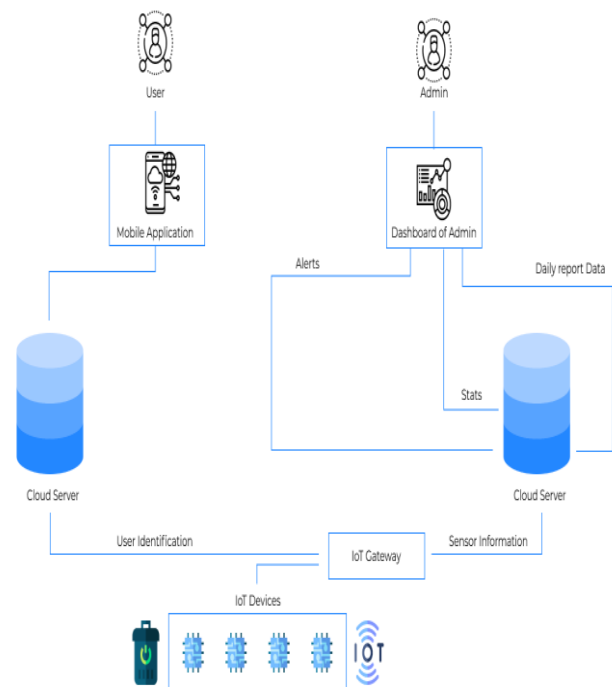 User
Admin
Mobile Application
Dashboard of Admin
Alerts
Daily report Data
Stats
Cloud Server
Cloud Server
User Identification
IoT Gateway
Sensor Information
IoT Devices
IOT